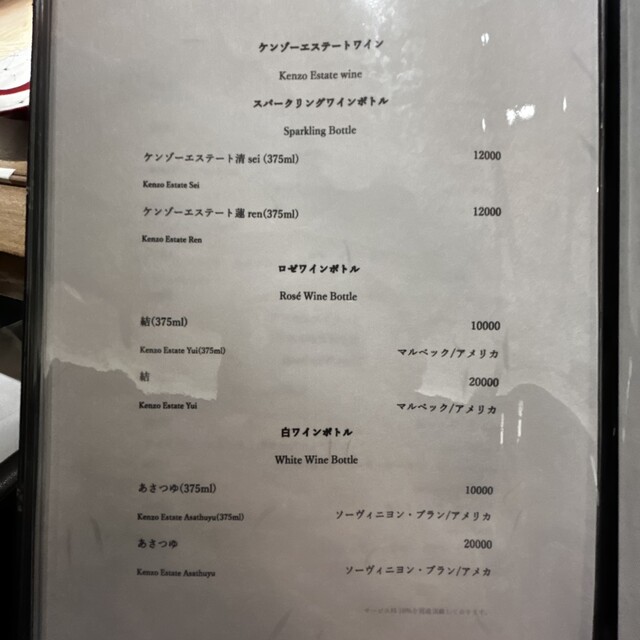 ケンゾーエステートワイン
Kenzo Estate wine
スパークリングワインボトル
Sparkling Bottle
ケンゾーエステート清 sei (375ml) 12000
Kenzo Estate Sei
ケンゾーエステート蓮 ren(375ml) 12000
Kenzo Estate Ren
ロゼワインボトル
Rosé Wine Bottle
結(375ml) 10000
Kenzo Estate Yui(375ml) マルベック/アメリカ
結 20000
Kenzo Estate Yui マルベック/アメリカ
白ワインボトル
White Wine Bottle
あさつゆ(375ml) 10000
Kenzo Estate Asathuyu(375ml) ソーヴィニヨン・ブラン/アメリカ
あさつゆ 20000
Kenzo Estate Asathuyu ソーヴィニヨン・ブラン/アメカ